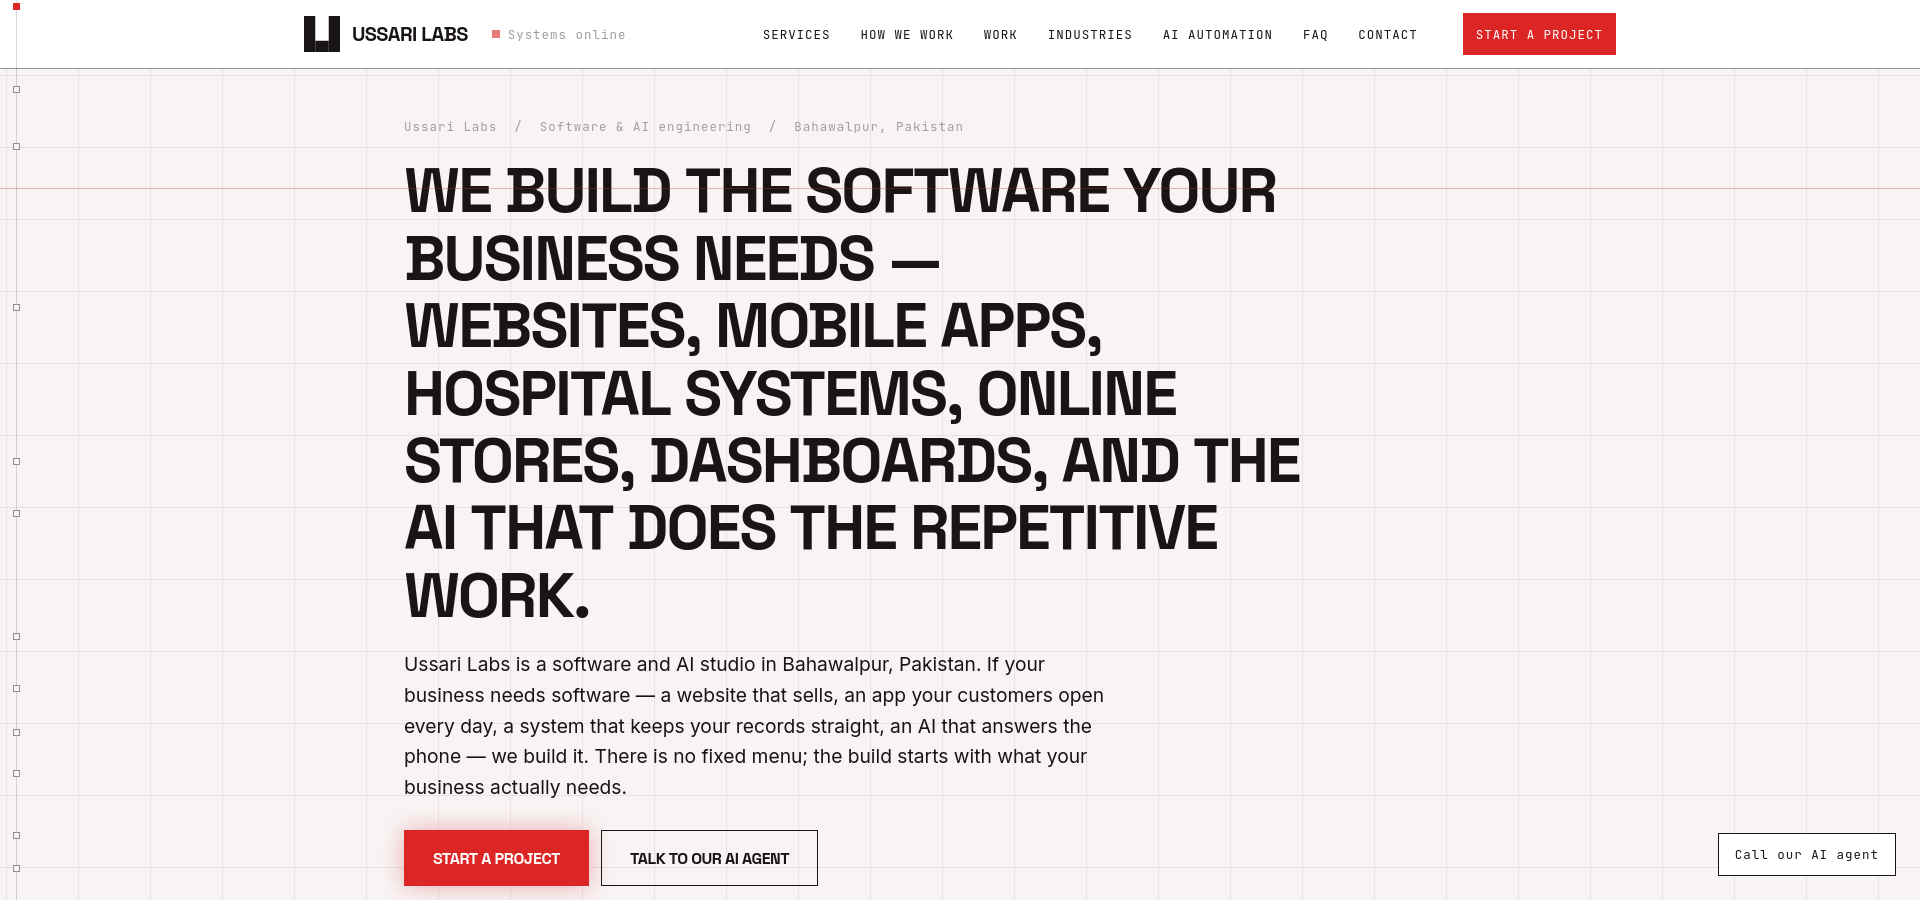 USSARI LABS
Systems online
SERVICES
HOW WE WORK
WORK
INDUSTRIES
AI AUTOMATION
FAQ
CONTACT
START A PROJECT
Ussari Labs / Software & AI engineering / Bahawalpur, Pakistan
WE BUILD THE SOFTWARE YOUR
BUSINESS NEEDS —
WEBSITES, MOBILE APPS,
HOSPITAL SYSTEMS, ONLINE
STORES, DASHBOARDS, AND THE
AI THAT DOES THE REPETITIVE
WORK.
Ussari Labs is a software and AI studio in Bahawalpur, Pakistan. If your
business needs software — a website that sells, an app your customers open
every day, a system that keeps your records straight, an AI that answers the
phone — we build it. There is no fixed menu; the build starts with what your
business actually needs.
START A PROJECT
TALK TO OUR AI AGENT
Call our AI agent